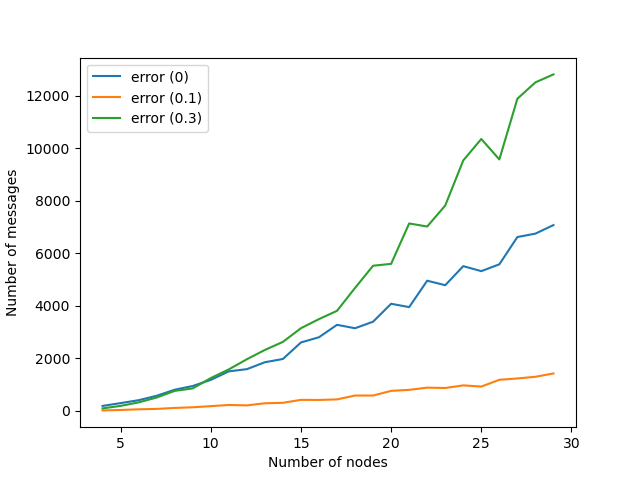 error (0)
error (0.1)
error (0.3)
12000
10000
8000
6000
4000
2000
0
Number of messages
5
10
15
20
25
30
Number of nodes